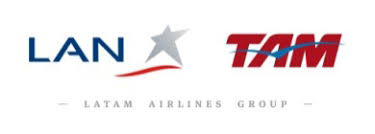 LAN TAM
— LATAM AIRLINES GROUP —